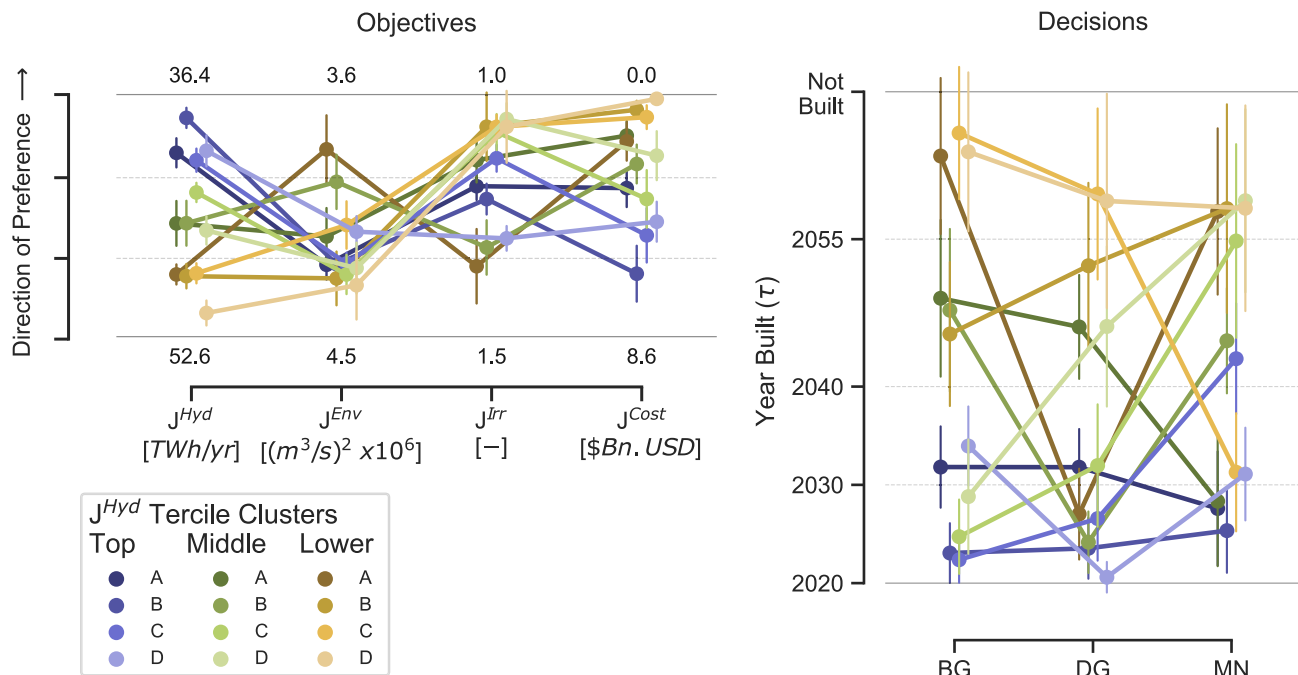 Objectives
Direction of Preference →
36.4 3.6 1.0 0.0
52.6 4.5 1.5 8.6
J^Hyd J^Env J^Irr J^Cost
[TWh/yr] [(m³/s)² x10⁶] [−] [$Bn. USD]
J^Hyd Tercile Clusters
Top Middle Lower
A A A
B B B
C C C
D D D
Decisions
Year Built (τ)
Not
Built
2055
2040
2030
2020
BG DG MN